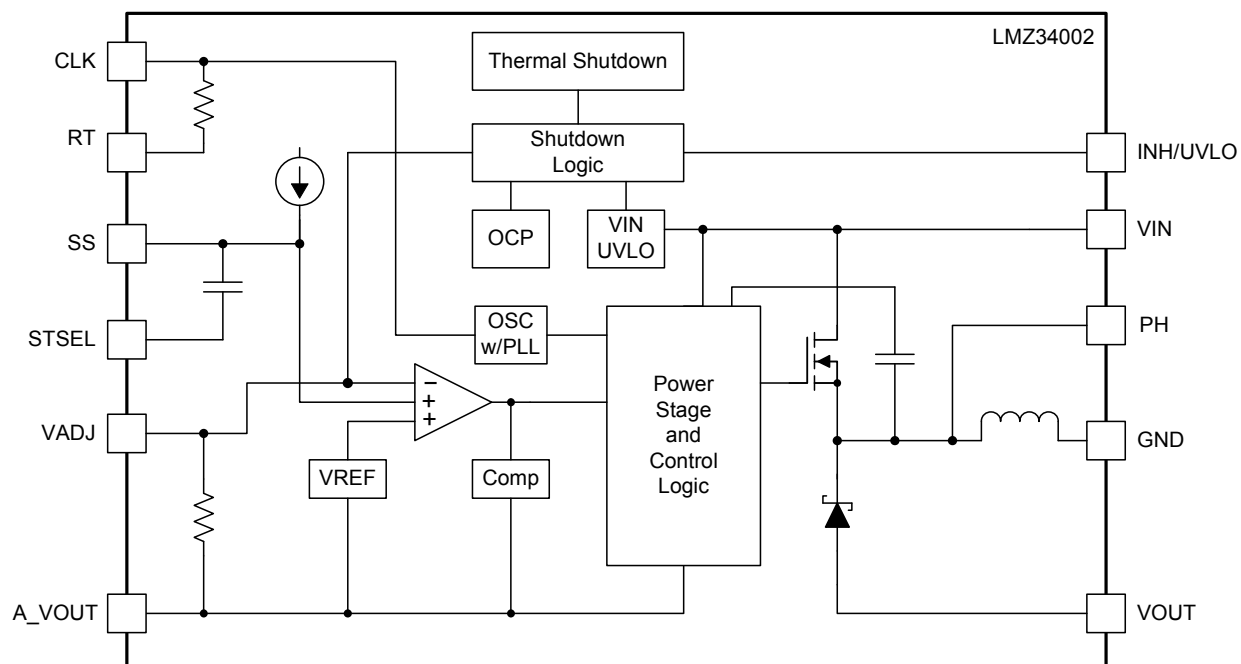 LMZ34002
CLK
Thermal Shutdown
RT
Shutdown
Logic
INH/UVLO
SS
OCP
VIN
UVLO
VIN
STSEL
OSC
w/PLL
PH
Power
Stage
and
Control
Logic
−
+
+
VADJ
GND
VREF
Comp
A_VOUT
VOUT